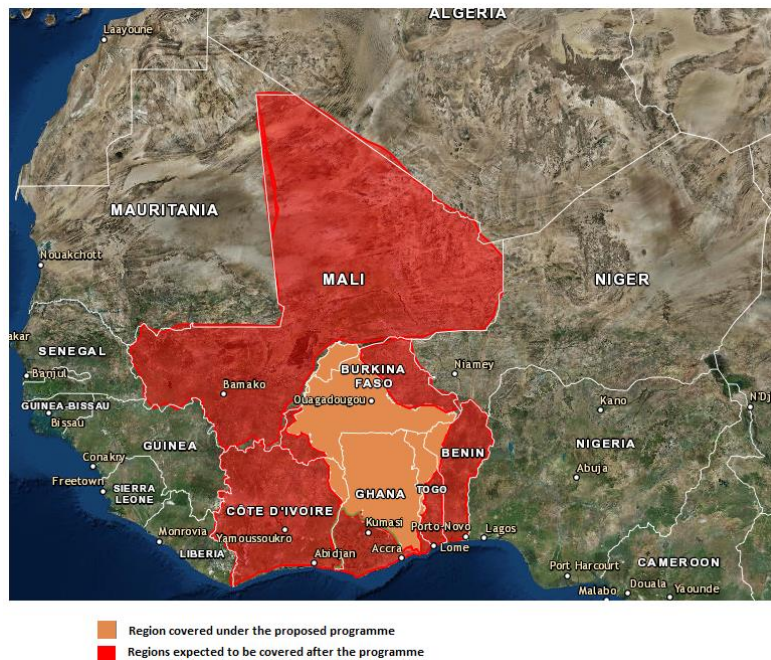 Laayoune
ALGERIA
MAURITANIA
Nouakchott
MALI
NIGER
akar
SENEGAL
Banjul
BURKINA
FASO
Niamey
Bamako
Ouagadougou
GUINEA-BISSAU
Bissau
Kano
N'Dj
GUINEA
BENIN
NIGERIA
Conakry
Abuja
Freetown
SIERRA
LEONE
CÔTE D'IVOIRE
GHANA
TOGO
Kumasi
Porto-Novo
Lagos
Yamoussoukro
Monrovia
LIBERIA
Abidjan
Accra
Lome
CAMEROON
Port Harcourt
Douala
Malabo
Yaounde
Region covered under the proposed programme
Regions expected to be covered after the programme